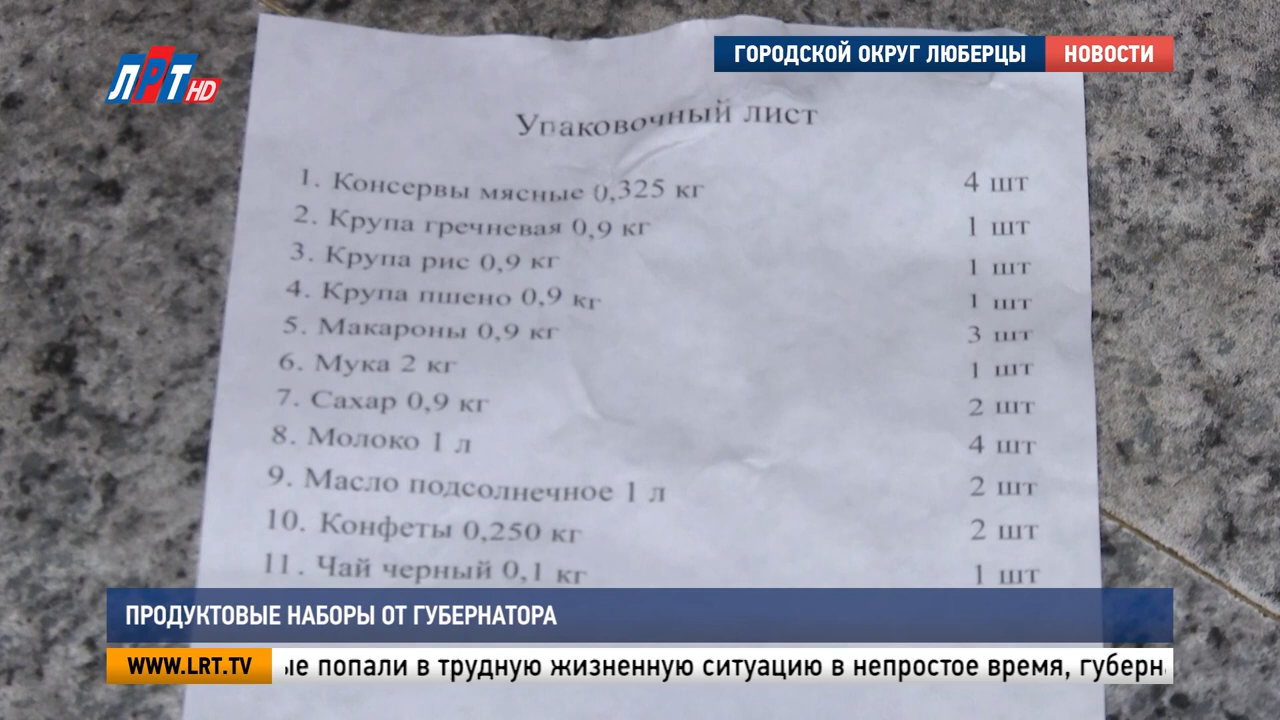 ЛРТ HD
ГОРОДСКОЙ ОКРУГ ЛЮБЕРЦЫ НОВОСТИ
Упаковочный лист
1. Консервы мясные 0,325 кг 4 шт
2. Крупа гречневая 0,9 кг 1 шт
3. Крупа рис 0,9 кг 1 шт
4. Крупа пшено 0,9 кг 1 шт
5. Макароны 0,9 кг 3 шт
6. Мука 2 кг 1 шт
7. Сахар 0,9 кг 2 шт
8. Молоко 1 л 4 шт
9. Масло подсолнечное 1 л 2 шт
10. Конфеты 0,250 кг 2 шт
11. Чай черный 0,1 кг 1 шт
ПРОДУКТОВЫЕ НАБОРЫ ОТ ГУБЕРНАТОРА
WWW.LRT.TV ые попали в трудную жизненную ситуацию в непростое время, губерн